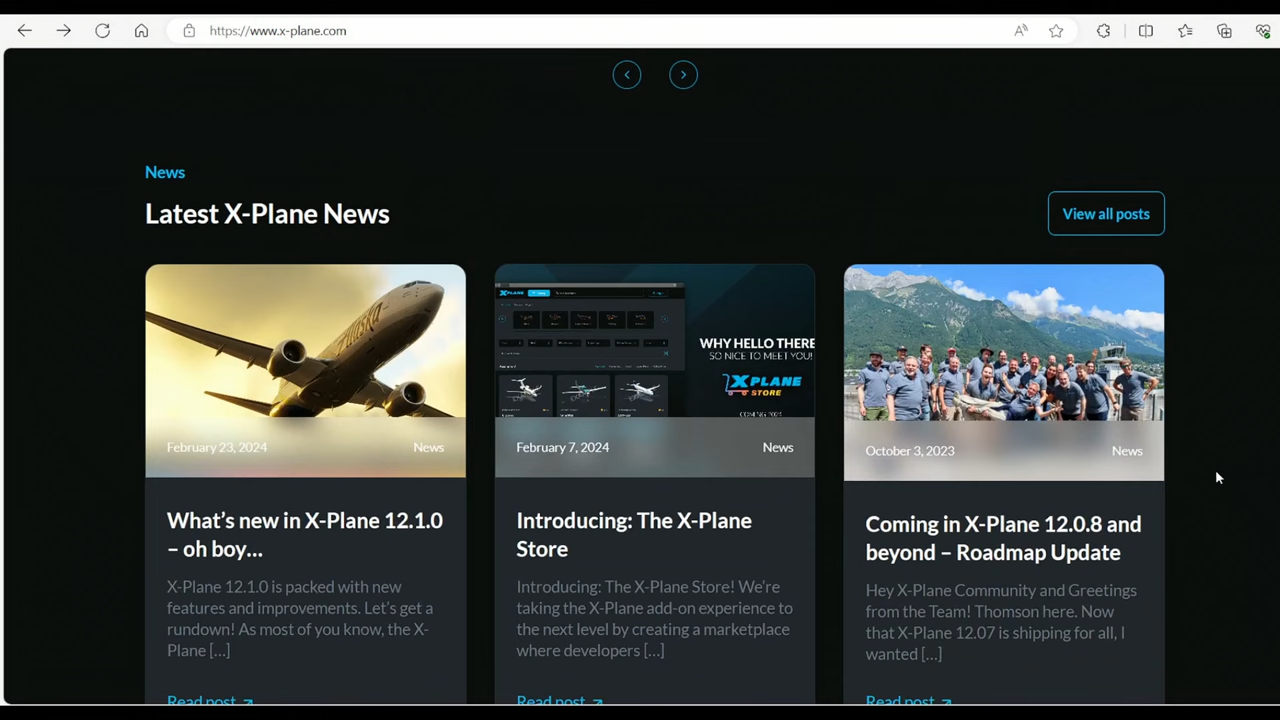 https://www.x-plane.com
News
Latest X-Plane News
View all posts
WHY HELLO THERE
SO NICE TO MEET YOU!
X PLANE
STORE
February 23, 2024
News
February 7, 2024
News
October 3, 2023
News
What’s new in X-Plane 12.1.0
– oh boy…
X-Plane 12.1.0 is packed with new
features and improvements. Let’s get a
rundown! As most of you know, the X-
Plane […]
Read post
Introducing: The X-Plane
Store
Introducing: The X-Plane Store! We’re
taking the X-Plane add-on experience to
the next level by creating a marketplace
where developers […]
Read post
Coming in X-Plane 12.0.8 and
beyond – Roadmap Update
Hey X-Plane Community and Greetings
from the Team! Thomson here. Now
that X-Plane 12.07 is shipping for all, I
wanted […]
Read post